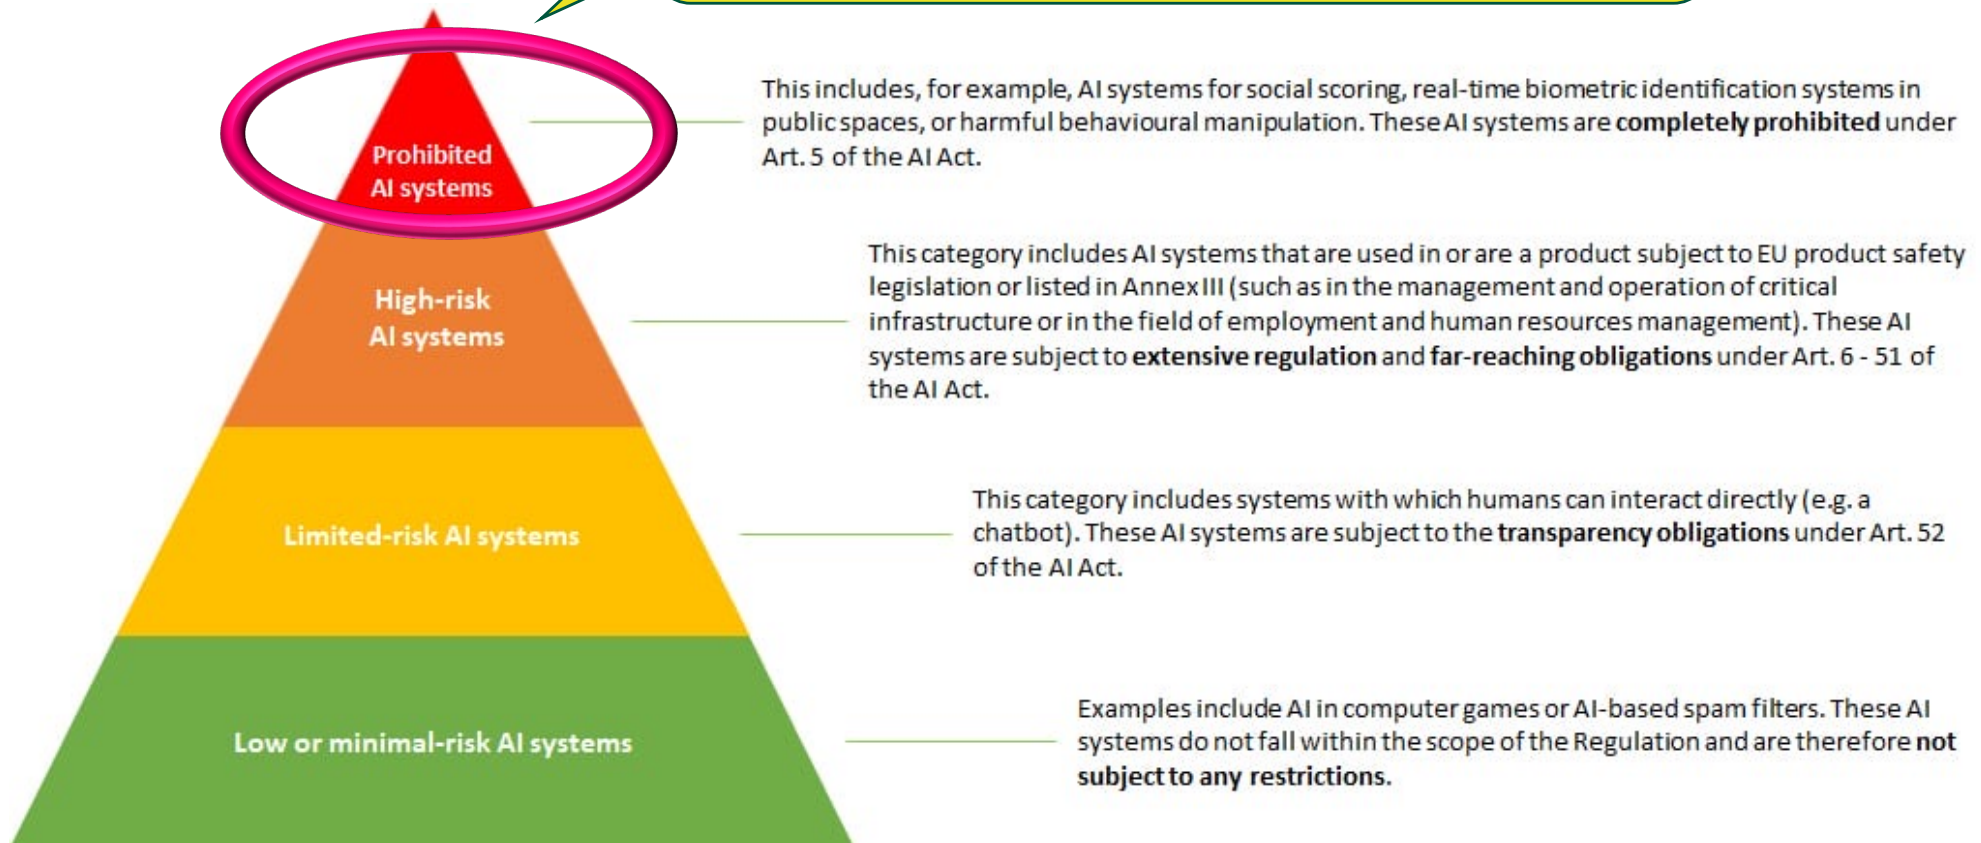 This includes, for example, AI systems for social scoring, real-time biometric identification systems in
public spaces, or harmful behavioural manipulation. These AI systems are completely prohibited under
Art. 5 of the AI Act.
Prohibited
AI systems
This category includes AI systems that are used in or are a product subject to EU product safety
legislation or listed in Annex III (such as in the management and operation of critical
infrastructure or in the field of employment and human resources management). These AI
systems are subject to extensive regulation and far-reaching obligations under Art. 6 - 51 of
the AI Act.
High-risk
AI systems
This category includes systems with which humans can interact directly (e.g. a
chatbot). These AI systems are subject to the transparency obligations under Art. 52
of the AI Act.
Limited-risk AI systems
Examples include AI in computer games or AI-based spam filters. These AI
systems do not fall within the scope of the Regulation and are therefore not
subject to any restrictions.
Low or minimal-risk AI systems